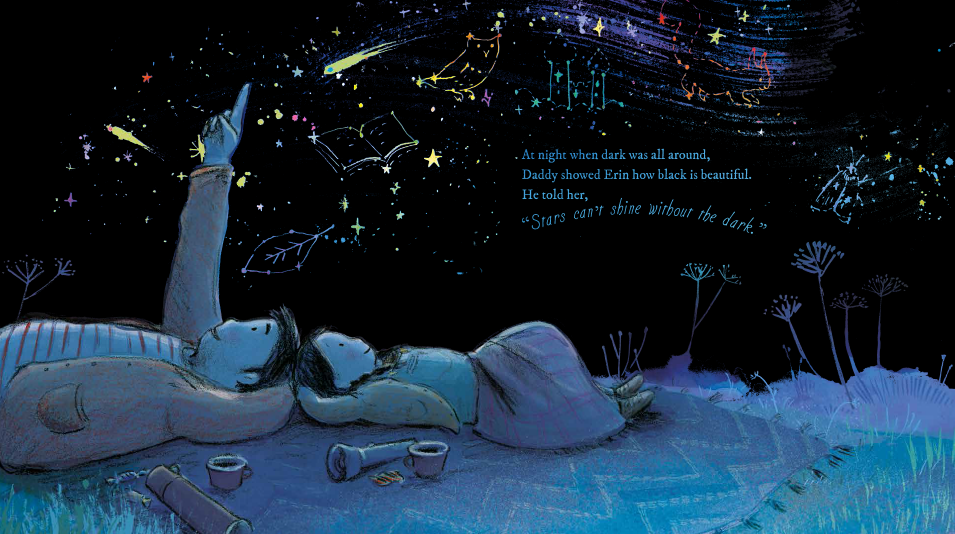 At night when dark was all around,
Daddy showed Erin how black is beautiful.
He told her,
“Stars can’t shine without the dark.”